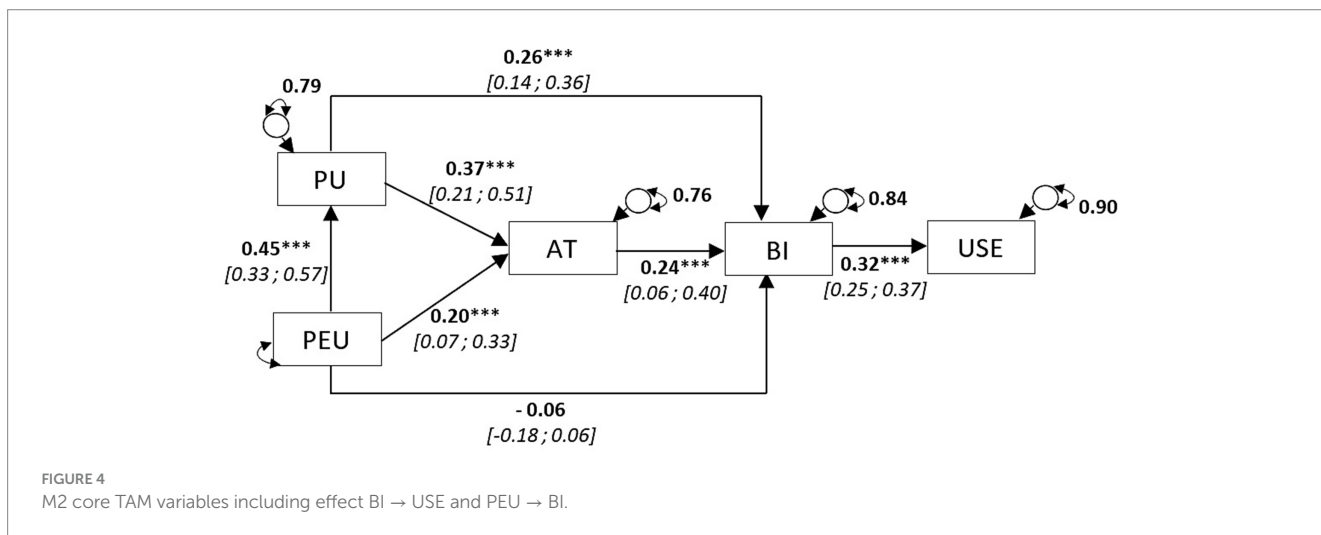 0.26***
[0.14 ; 0.36]
0.79
PU
0.37***
[0.21 ; 0.51]
0.76
0.84
0.90
AT
BI
USE
0.45***
[0.33 ; 0.57]
0.24***
[0.06 ; 0.40]
0.32***
[0.25 ; 0.37]
PEU
0.20***
[0.07 ; 0.33]
- 0.06
[-0.18 ; 0.06]
FIGURE 4
M2 core TAM variables including effect BI → USE and PEU → BI.